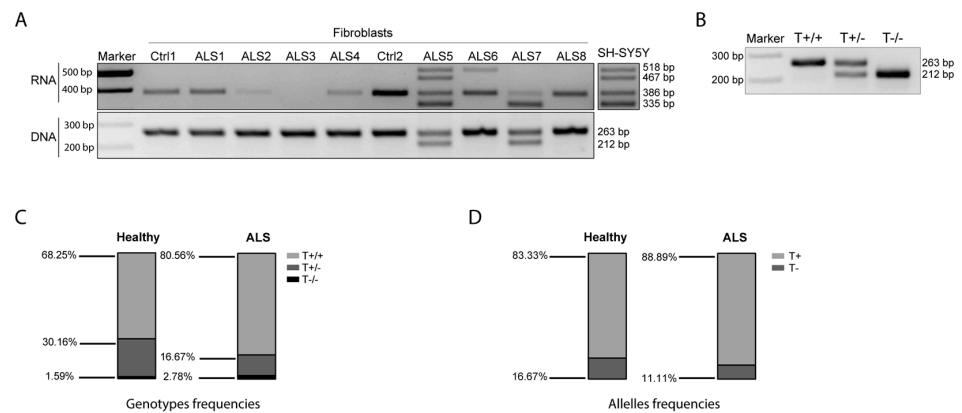 A
Fibroblasts
Marker Ctrl1 ALS1 ALS2 ALS3 ALS4 Ctrl2 ALS5 ALS6 ALS7 ALS8 SH-SY5Y
RNA
500 bp
400 bp
518 bp
467 bp
386 bp
335 bp
DNA
300 bp
200 bp
263 bp
212 bp
B
Marker T+/+ T+/- T-/-
300 bp
200 bp
263 bp
212 bp
C
Healthy ALS
68.25% 80.56%
T+/+
T+/-
T-/-
30.16%
16.67%
1.59% 2.78%
Genotypes frequencies
D
Healthy ALS
83.33% 88.89%
T+
T-
16.67% 11.11%
Alleles frequencies